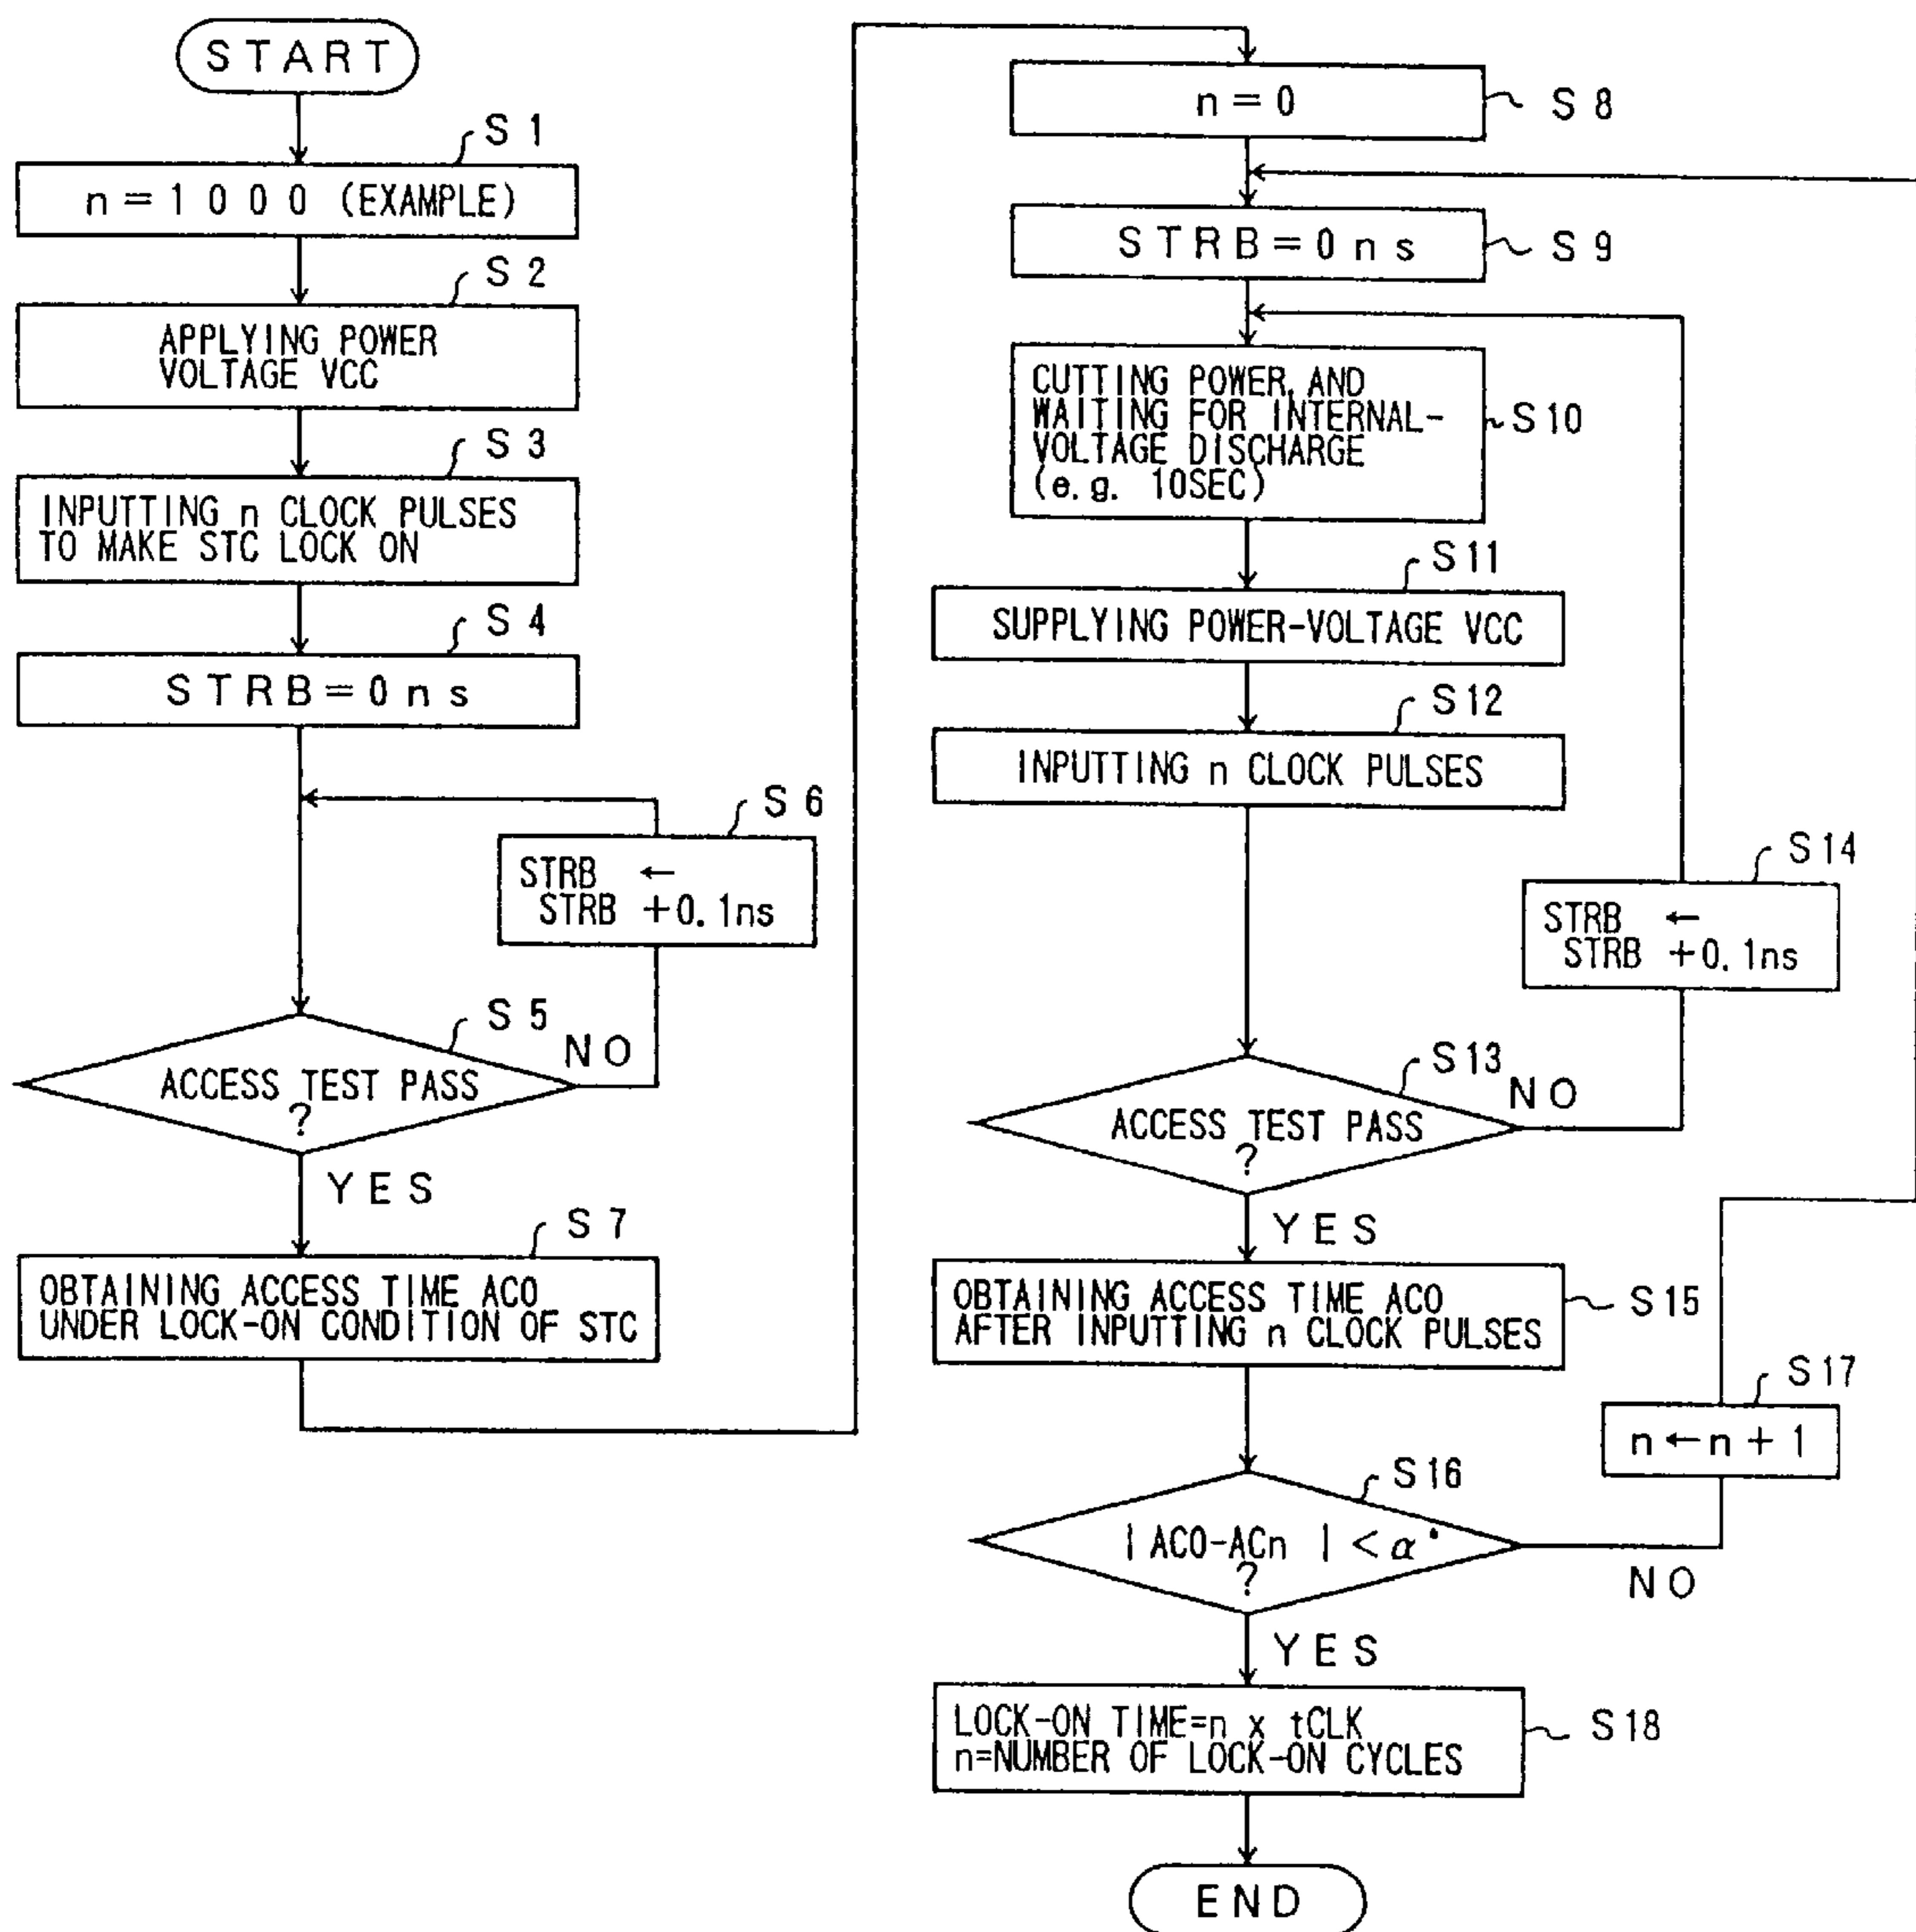 START
S1
n=1000 (EXAMPLE)
S2
APPLYING POWER
VOLTAGE VCC
S3
INPUTTING n CLOCK PULSES
TO MAKE STC LOCK ON
S4
STRB=0ns
S6
STRB ←
STRB +0.1ns
S5
NO
ACCESS TEST PASS
?
YES
S7
OBTAINING ACCESS TIME AC0
UNDER LOCK-ON CONDITION OF STC
n=0
S8
STRB=0ns
S9
CUTTING POWER, AND
WAITING FOR INTERNAL-
VOLTAGE DISCHARGE
(e.g. 10SEC)
S10
S11
SUPPLYING POWER-VOLTAGE VCC
S12
INPUTTING n CLOCK PULSES
S14
STRB ←
STRB +0.1ns
S13
NO
ACCESS TEST PASS
?
YES
OBTAINING ACCESS TIME AC0
AFTER INPUTTING n CLOCK PULSES
S15
S17
n←n+1
S16
|AC0-ACn |<α'
?
NO
YES
LOCK-ON TIME=n x tCLK
n=NUMBER OF LOCK-ON CYCLES
S18
END